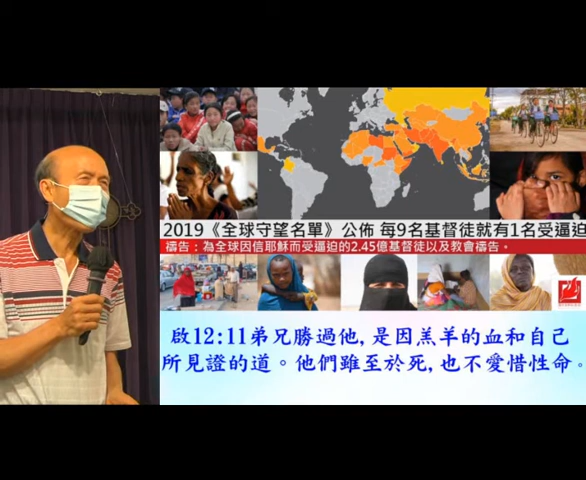 2019《全球守望名單》公佈 每9名基督徒就有1名受逼迫
禱告：為全球因信耶穌而受逼迫的2.45億基督徒以及教會禱告。
啟12:11弟兄勝過他,是因羔羊的血和自己
所見證的道。他們雖至於死,也不愛惜性命。